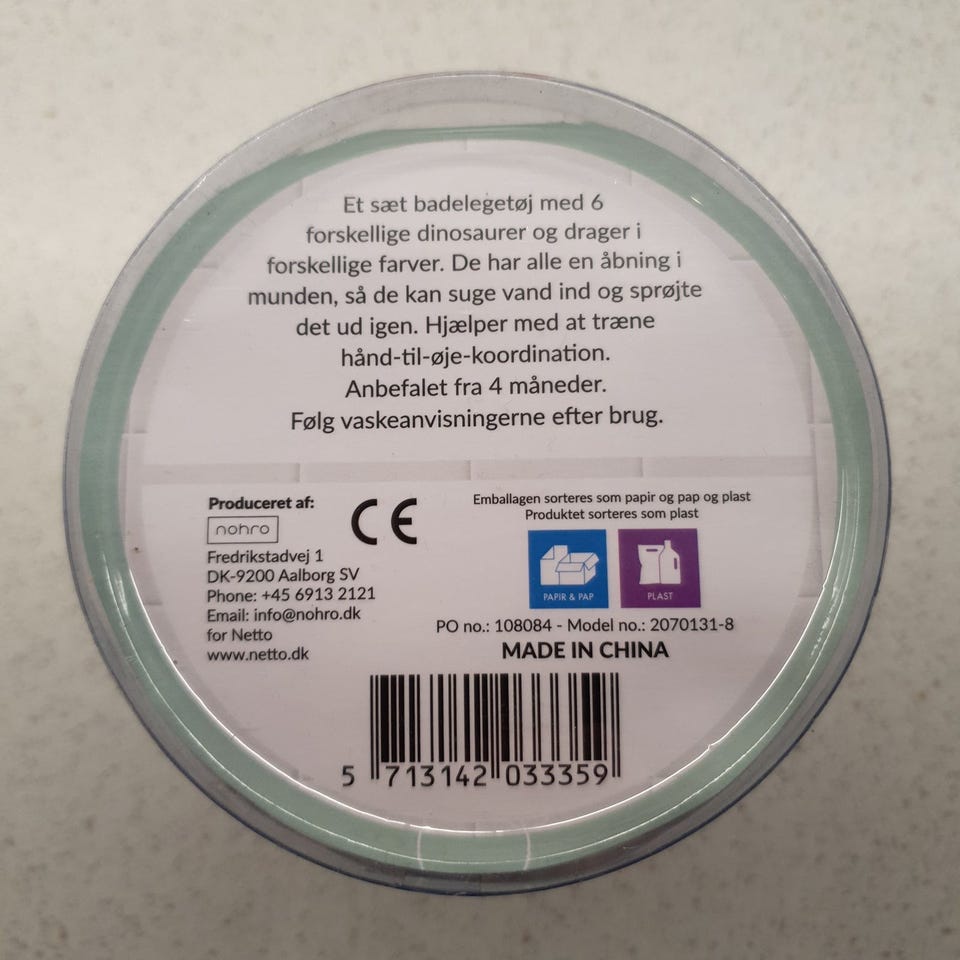 Et sæt badelegetøj med 6
forskellige dinosaurer og drager i
forskellige farver. De har alle en åbning i
munden, så de kan suge vand ind og sprøjte
det ud igen. Hjælper med at træne
hånd-til-øje-koordination.
Anbefalet fra 4 måneder.
Følg vaskeanvisningerne efter brug.
Produceret af:
nohro
Fredrikstadvej 1
DK-9200 Aalborg SV
Phone: +45 6913 2121
Email: info@nohro.dk
for Netto
www.netto.dk
CE
Emballagen sorteres som papir og pap og plast
Produktet sorteres som plast
PAPIR & PAP
PLAST
PO no.: 108084 - Model no.: 2070131-8
MADE IN CHINA
5 713142 033359